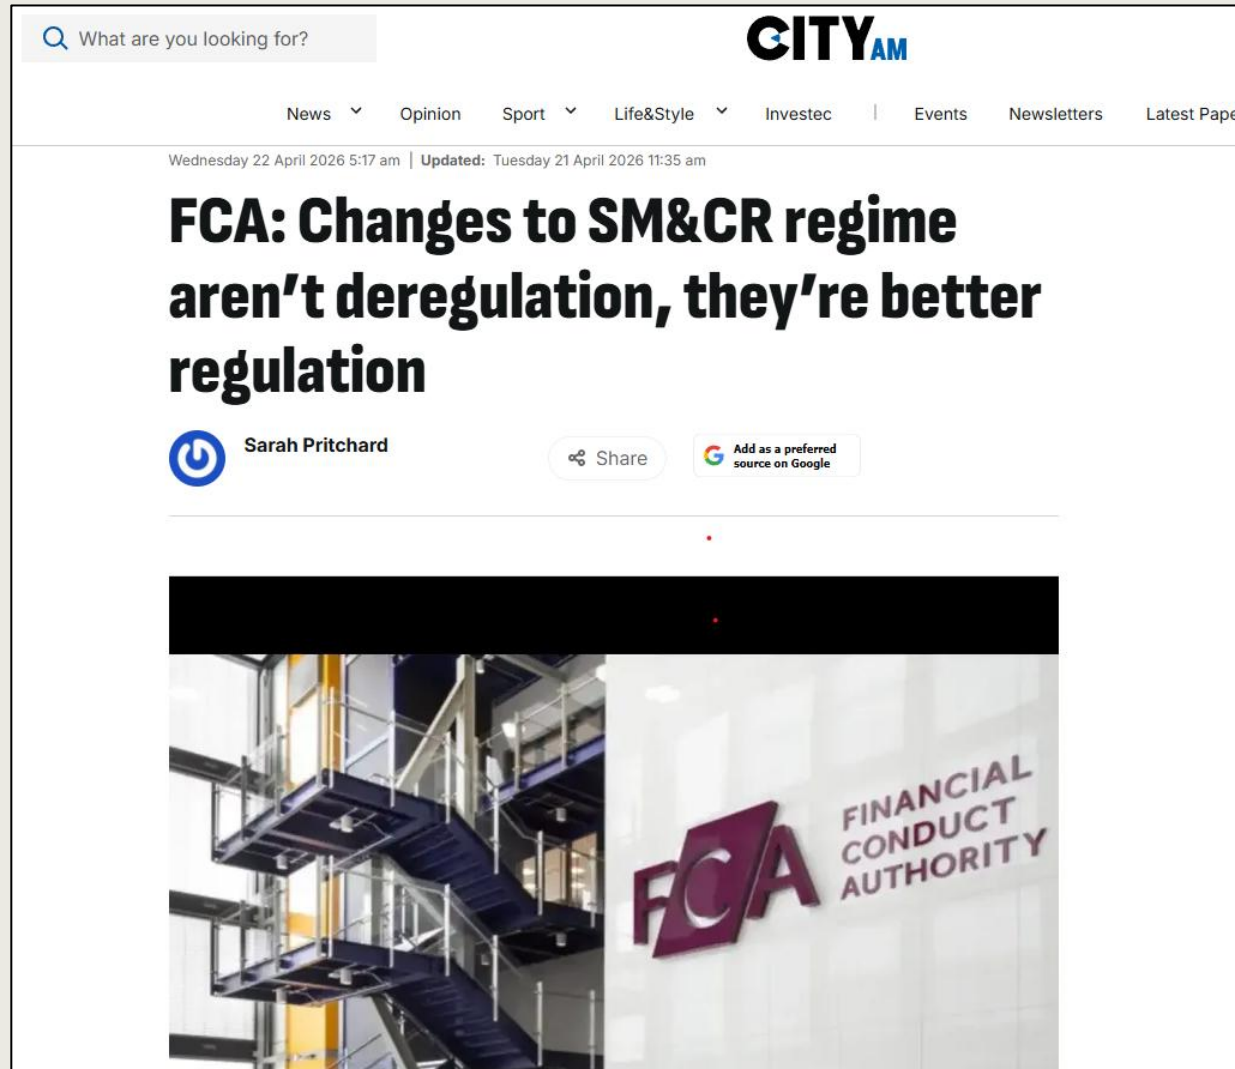 What are you looking for?
CITYAM
News Opinion Sport Life&Style Investec | Events Newsletters Latest Pape
Wednesday 22 April 2026 5:17 am | Updated: Tuesday 21 April 2026 11:35 am
FCA: Changes to SM&CR regime
aren't deregulation, they're better
regulation
Sarah Pritchard
Share
Add as a preferred
source on Google
FCA
FINANCIAL
CONDUCT
AUTHORITY